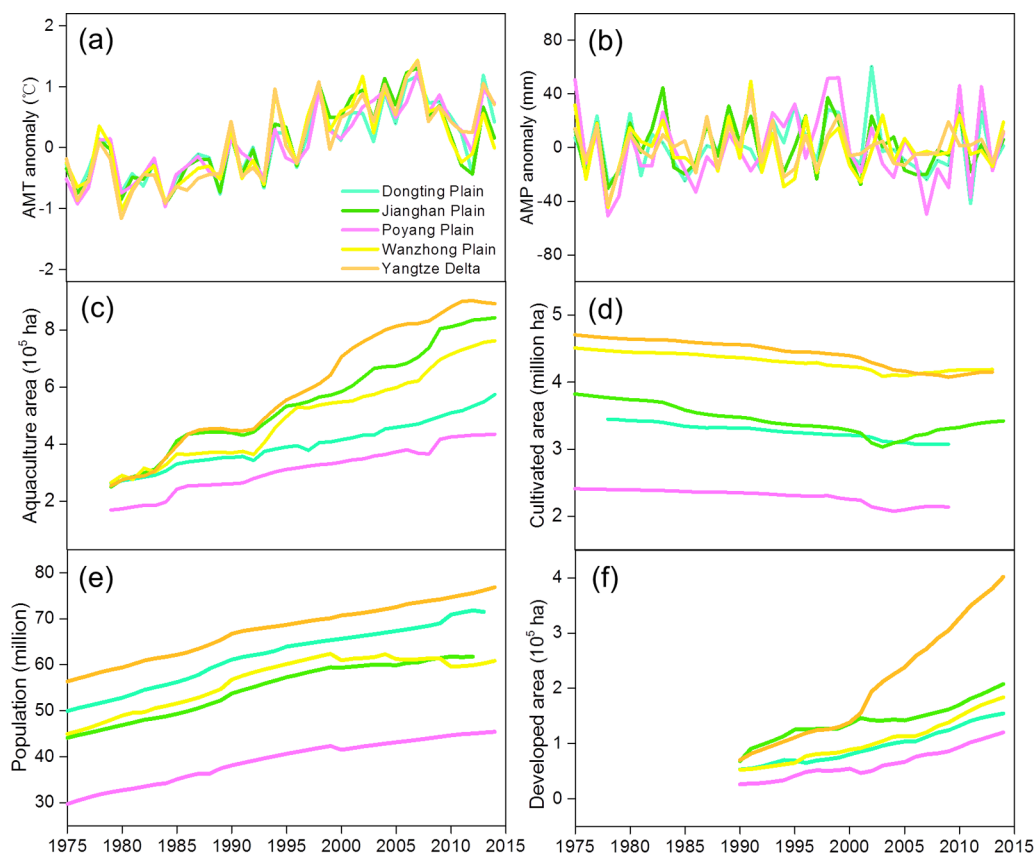 (a)
AMT anomaly (℃)
2
1
0
-1
-2
Dongting Plain
Jianghan Plain
Poyang Plain
Wanzhong Plain
Yangtze Delta
(b)
AMP anomaly (mm)
80
40
0
-40
-80
(c)
Aquaculture area (10⁵ ha)
8
6
4
2
(d)
Cultivated area (million ha)
5
4
3
2
(e)
Population (million)
80
70
60
50
40
30
1975 1980 1985 1990 1995 2000 2005 2010
(f)
Developed area (10⁵ ha)
4
3
2
1
0
1975 1980 1985 1990 1995 2000 2005 2010 2015